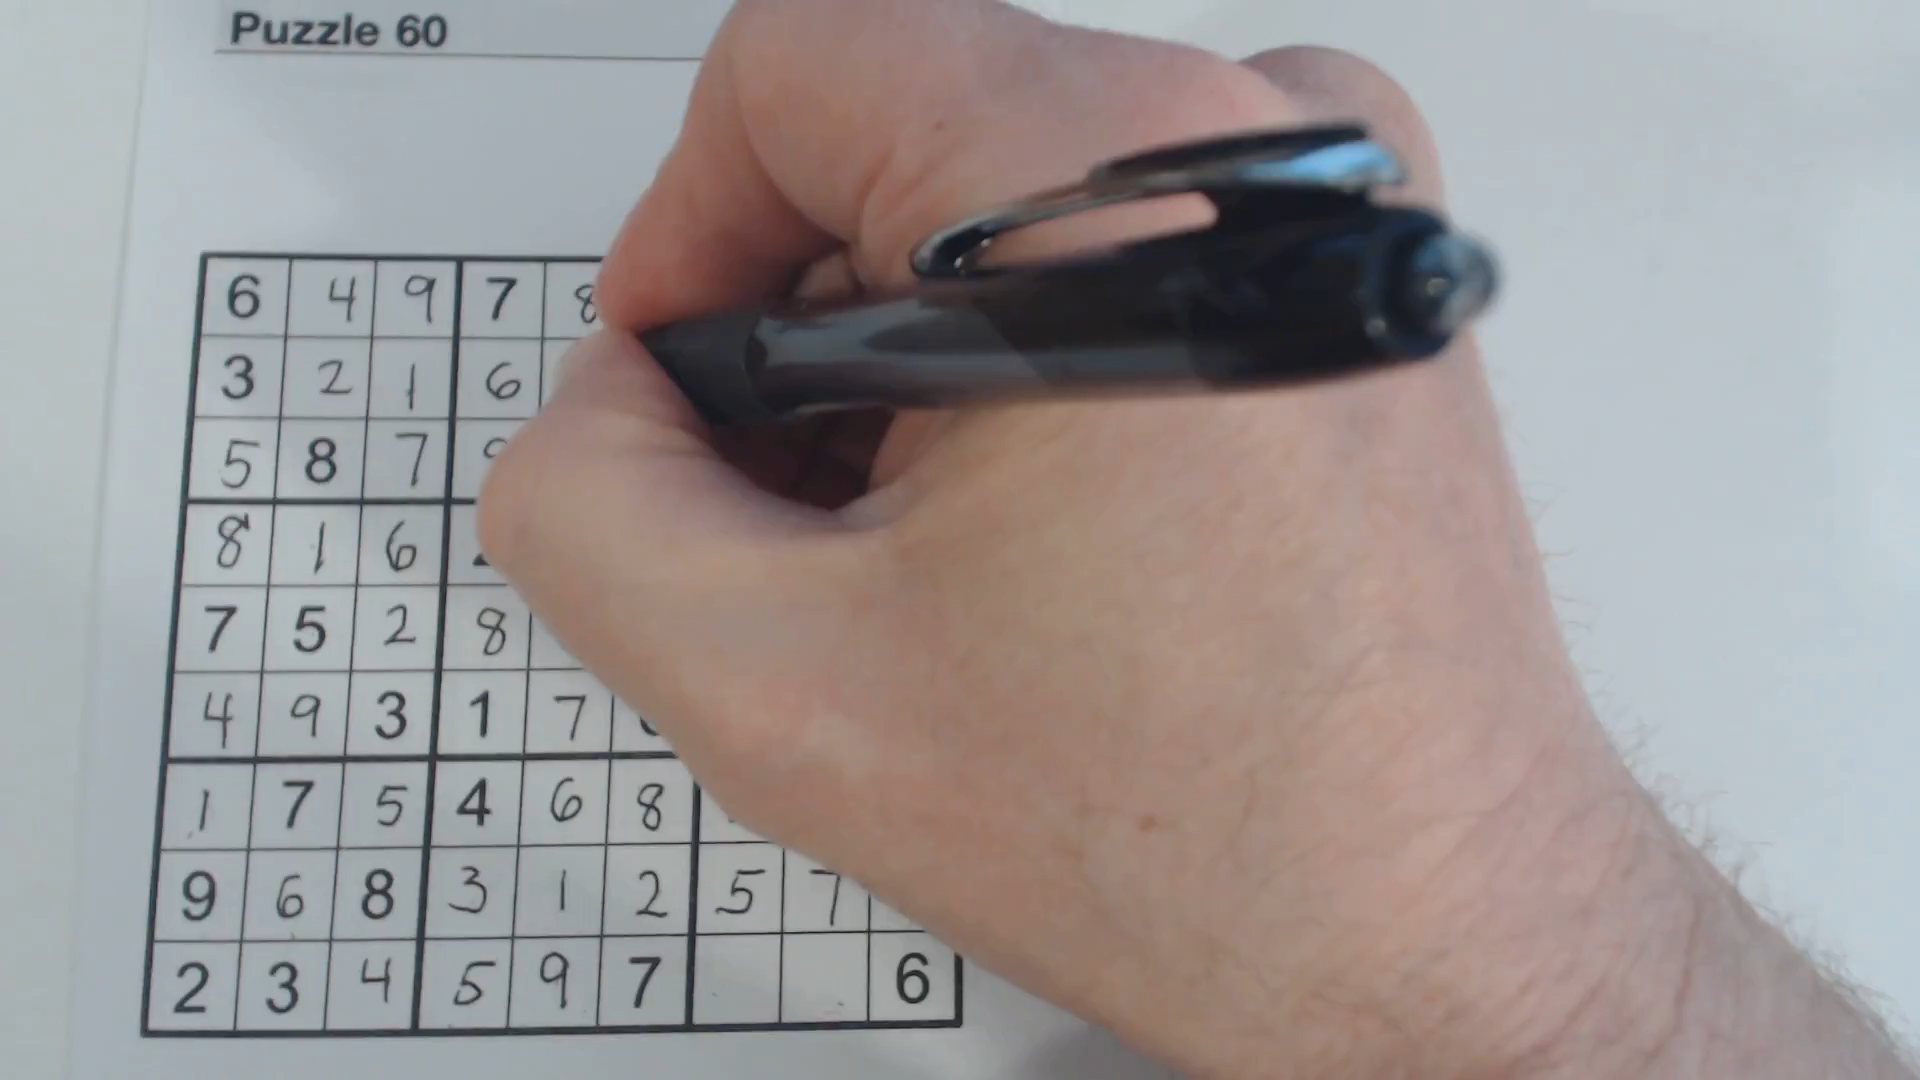 Puzzle 60
6 4 9 7 8
3 2 1 6
5 8 7 9
8 1 6
7 5 2 8
4 9 3 1 7
1 7 5 4 6 8
9 6 8 3 1 2 5 7
2 3 4 5 9 7 6